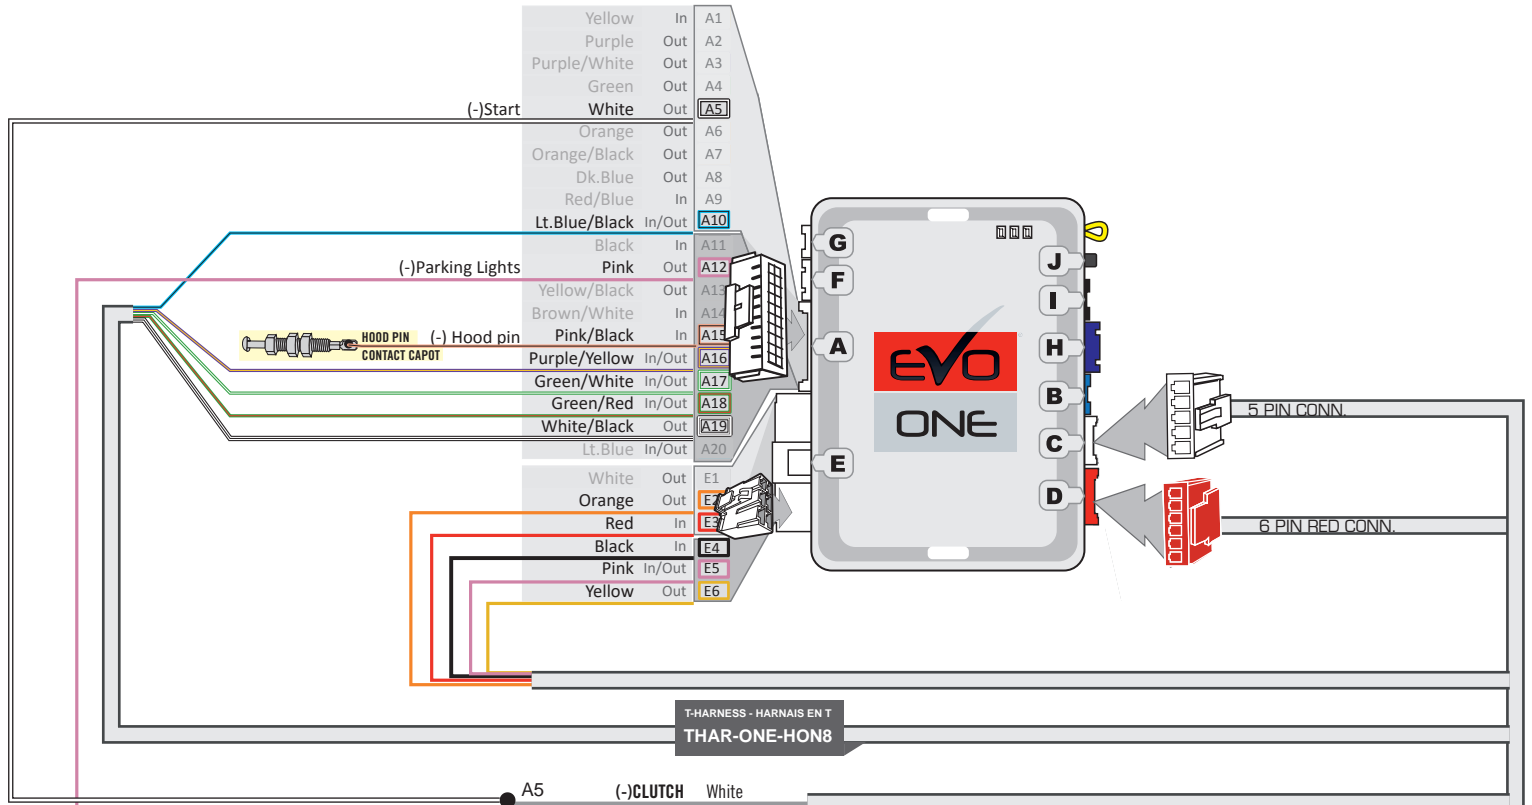 Yellow In A1
Purple Out A2
Purple/White Out A3
Green Out A4
(-)Start White Out A5
Orange Out A6
Orange/Black Out A7
Dk.Blue Out A8
Red/Blue In A9
Lt.Blue/Black In/Out A10
Black In A11
(-)Parking Lights Pink Out A12
Yellow/Black Out A13
Brown/White In A14
HOOD PIN (-) Hood pin Pink/Black In A15
CONTACT CAPOT
Purple/Yellow In/Out A16
Green/White In/Out A17
Green/Red In/Out A18
White/Black Out A19
Lt.Blue In/Out A20
White Out E1
Orange Out E2
Red In E3
Black In E4
Pink In/Out E5
Yellow Out E6
G
F
A
E
J
I
H
B
C
D
EVO
ONE
5 PIN CONN.
6 PIN RED CONN.
T-HARNESS - HARNAIS EN T
THAR-ONE-HON8
A5 (-)CLUTCH White